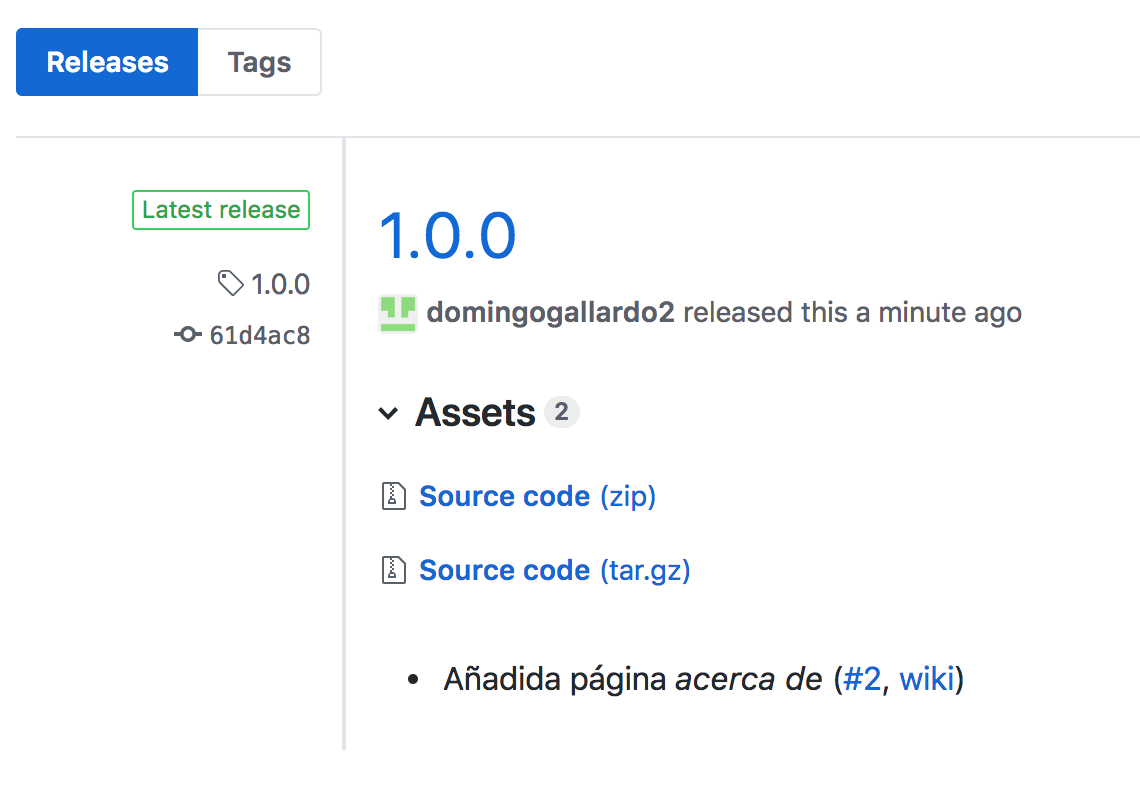 Releases Tags
Latest release
1.0.0
61d4ac8
1.0.0
domingogallardo2 released this a minute ago
Assets 2
Source code (zip)
Source code (tar.gz)
• Añadida página acerca de (#2, wiki)